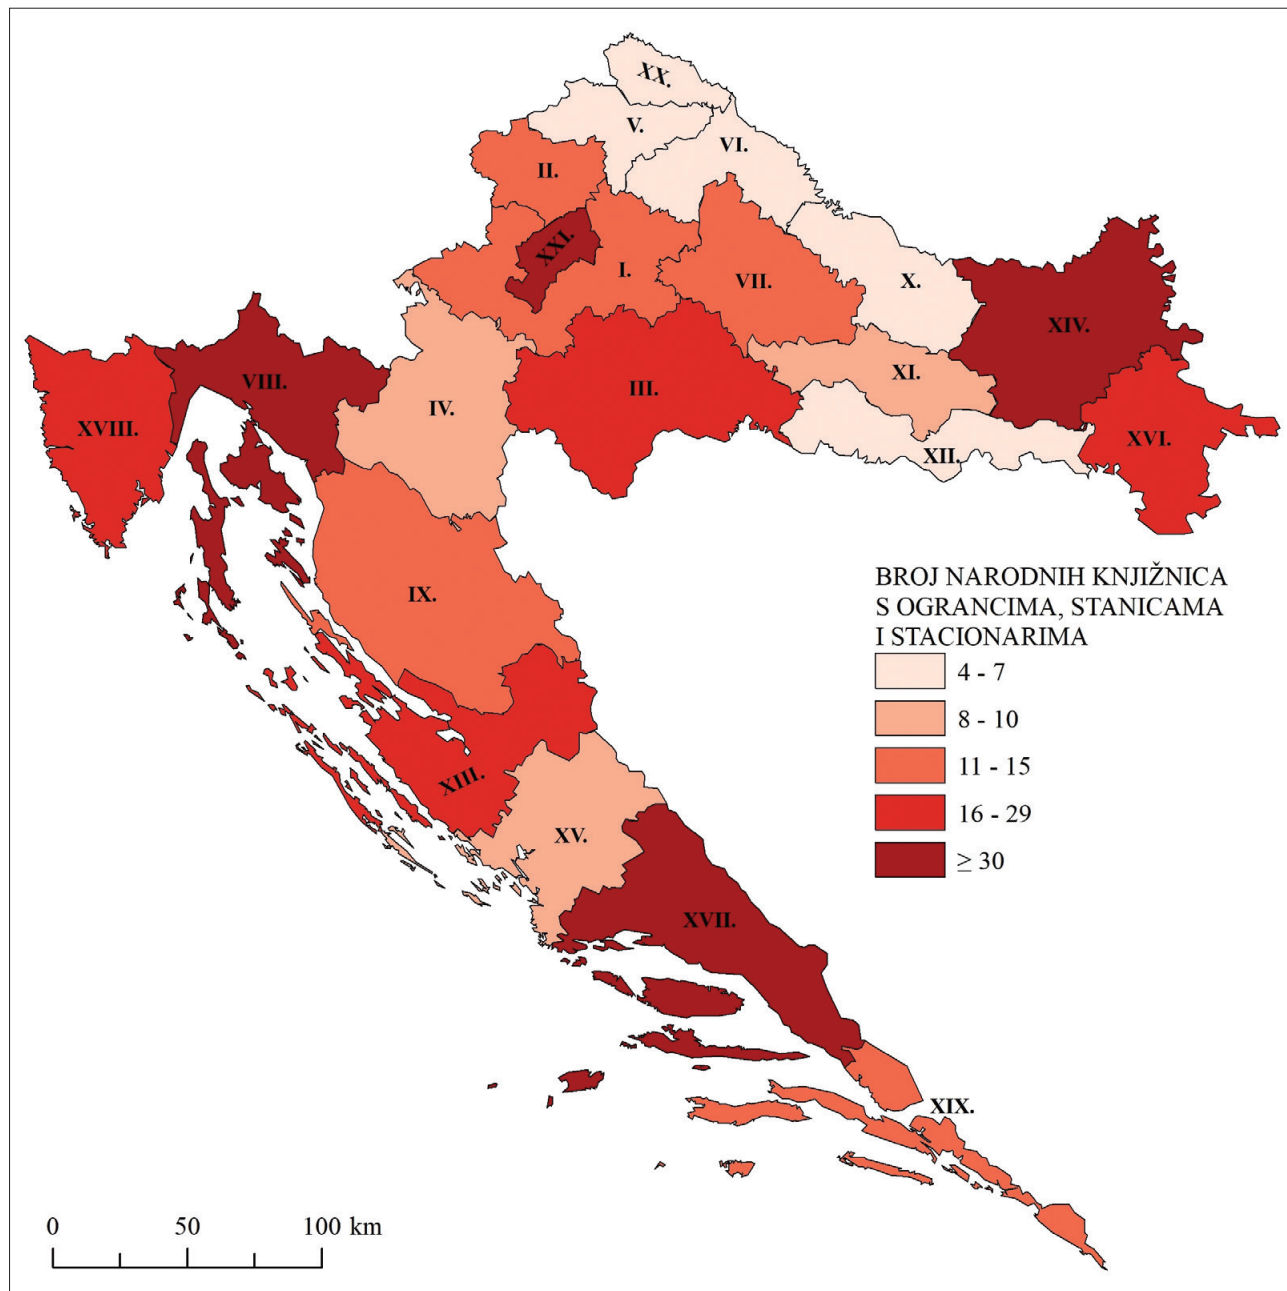 XX.
V.
VI.
II.
XXI.
I.
VII.
X.
XIV.
VIII.
XI.
III.
IV.
XVIII.
XVI.
XII.
IX.
BROJ NARODNIH KNJIŽNICA
S OGRANCIMA, STANICAMA
I STACIONARIMA
4 - 7
8 - 10
11 - 15
16 - 29
≥ 30
XIII.
XV.
XVII.
XIX.
0 50 100 km